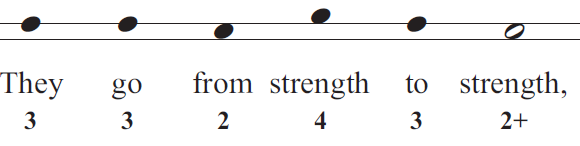 They go from strength to strength,
3 3 2 4 3 2+